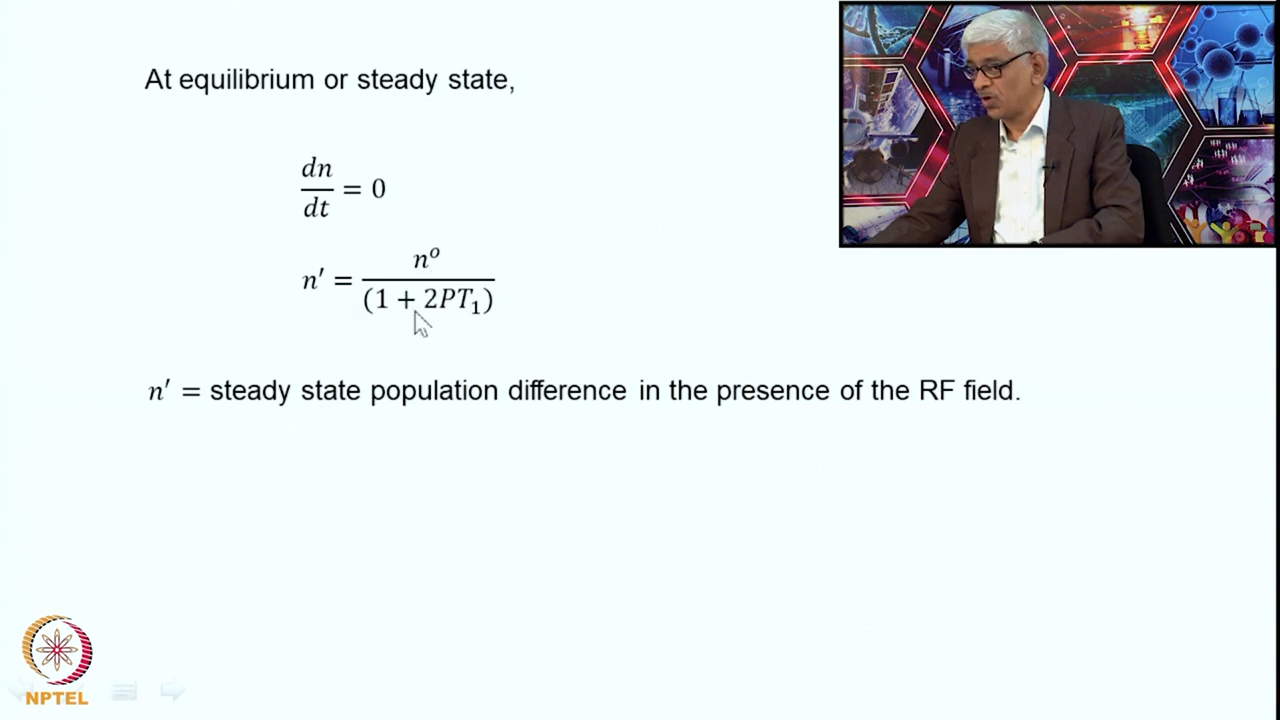 At equilibrium or steady state,
dn/dt = 0
n′ = n⁰/(1 + 2PT₁)
n′ = steady state population difference in the presence of the RF field.
NPTEL